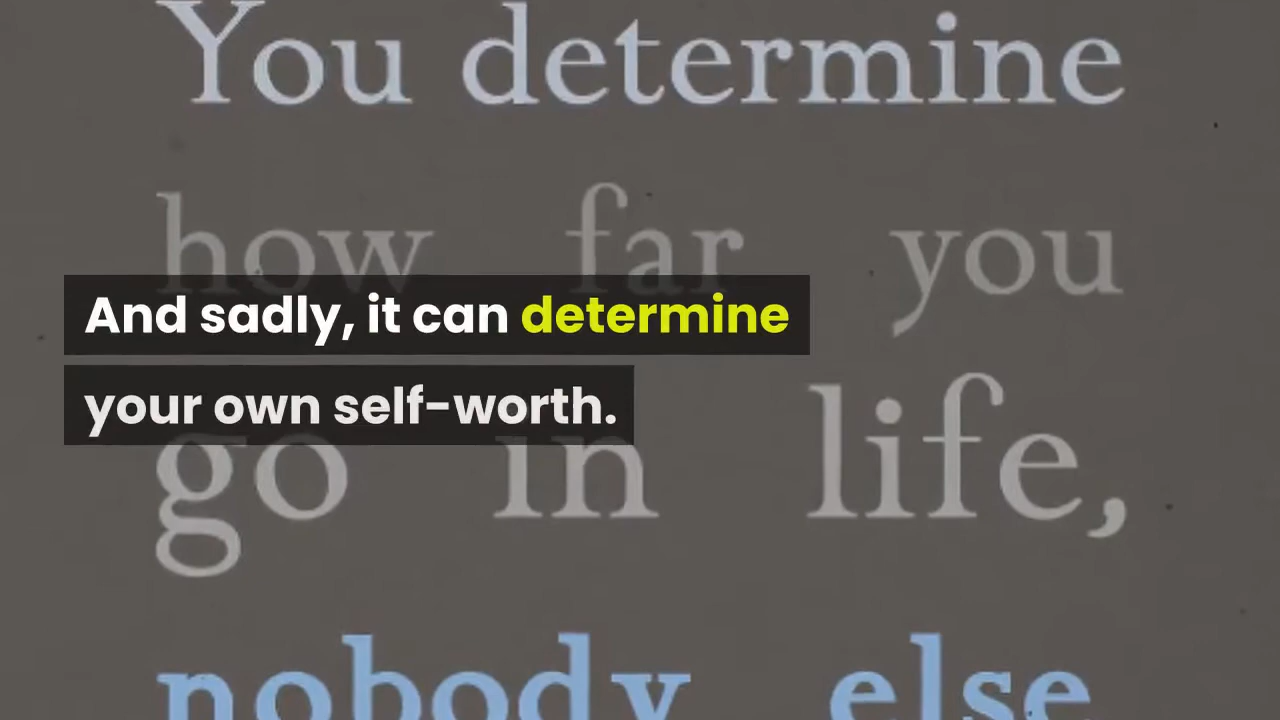 You determine
how far you
And sadly, it can determine
your own self-worth.
go in life,
nobody else